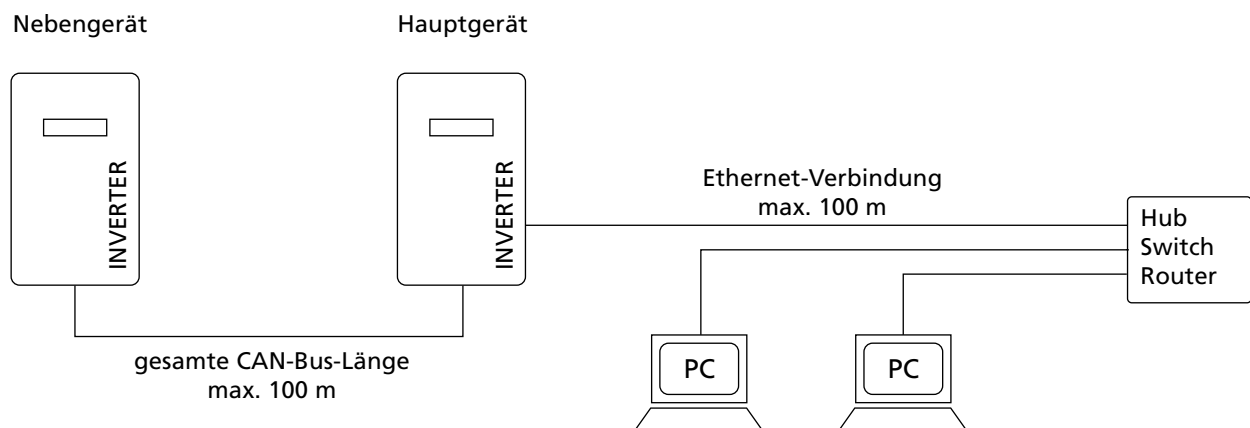 Nebengerät
Hauptgerät
INVERTER
INVERTER
Ethernet-Verbindung
max. 100 m
Hub
Switch
Router
gesamte CAN-Bus-Länge
max. 100 m
PC
PC